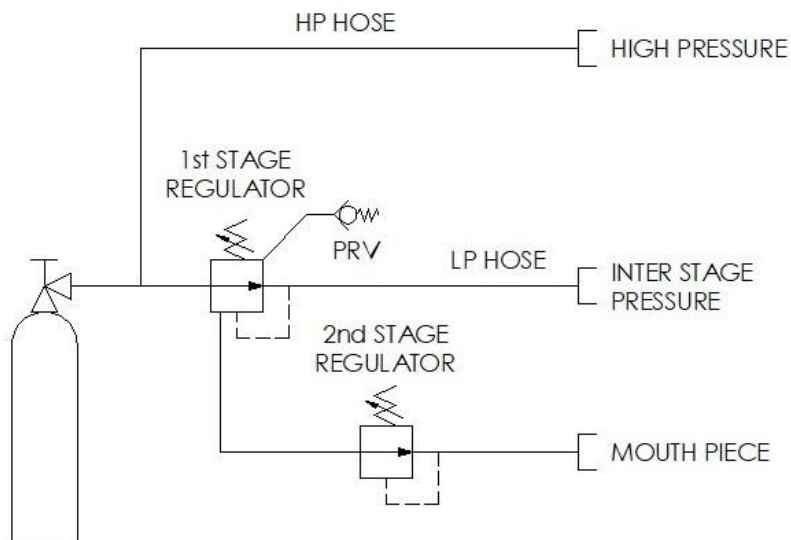 HP HOSE
HIGH PRESSURE
1st STAGE
REGULATOR
PRV
LP HOSE
INTER STAGE
PRESSURE
2nd STAGE
REGULATOR
MOUTH PIECE